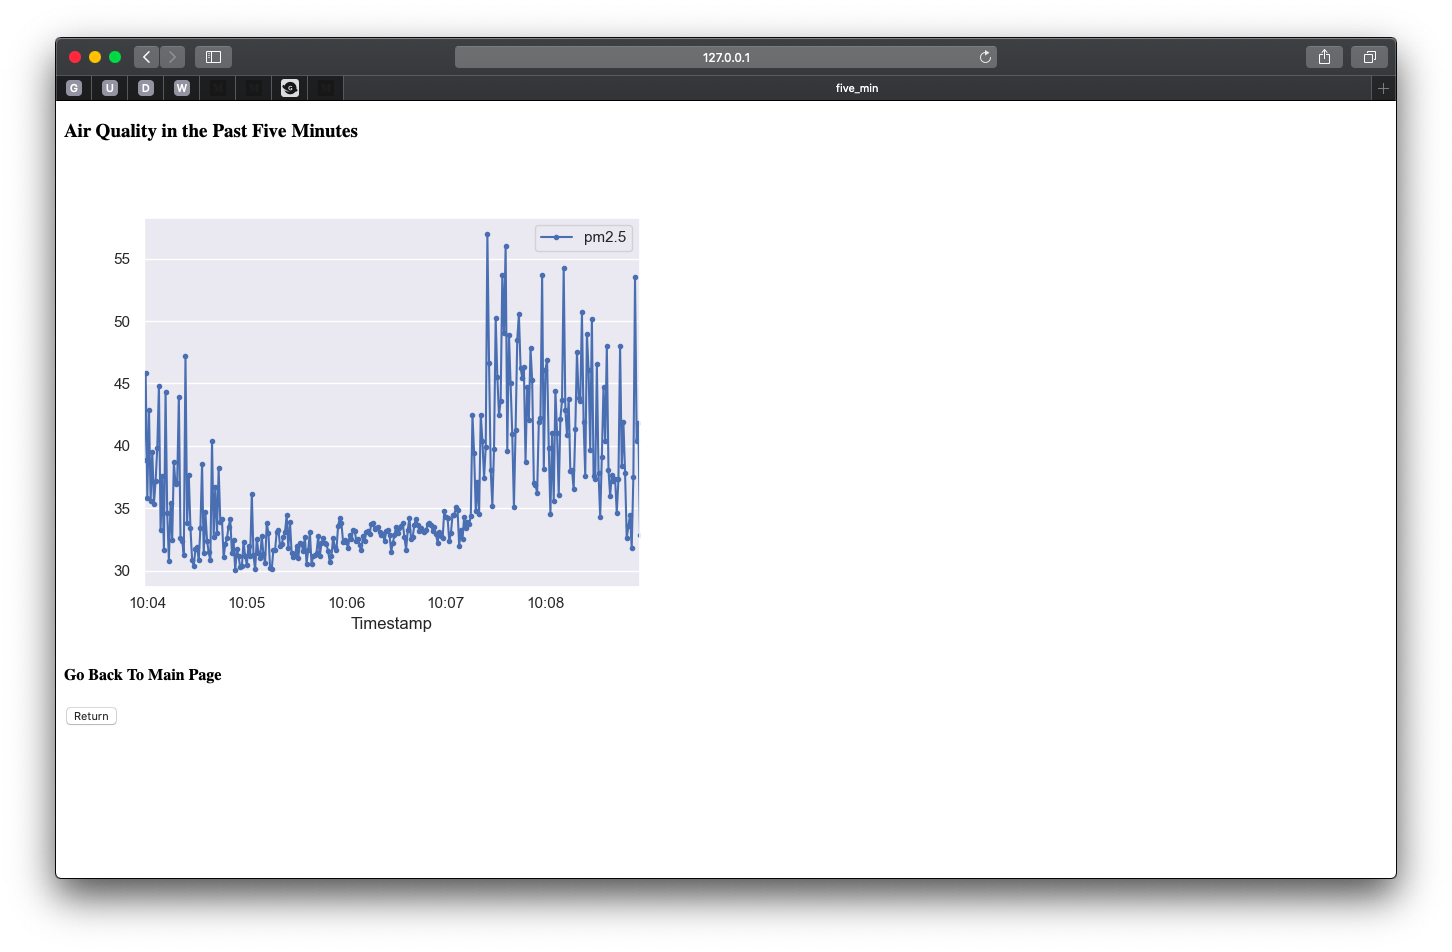 127.0.0.1
G U D W G five_min
Air Quality in the Past Five Minutes
pm2.5
55
50
45
40
35
30
10:04 10:05 10:06 10:07 10:08
Timestamp
Go Back To Main Page
Return